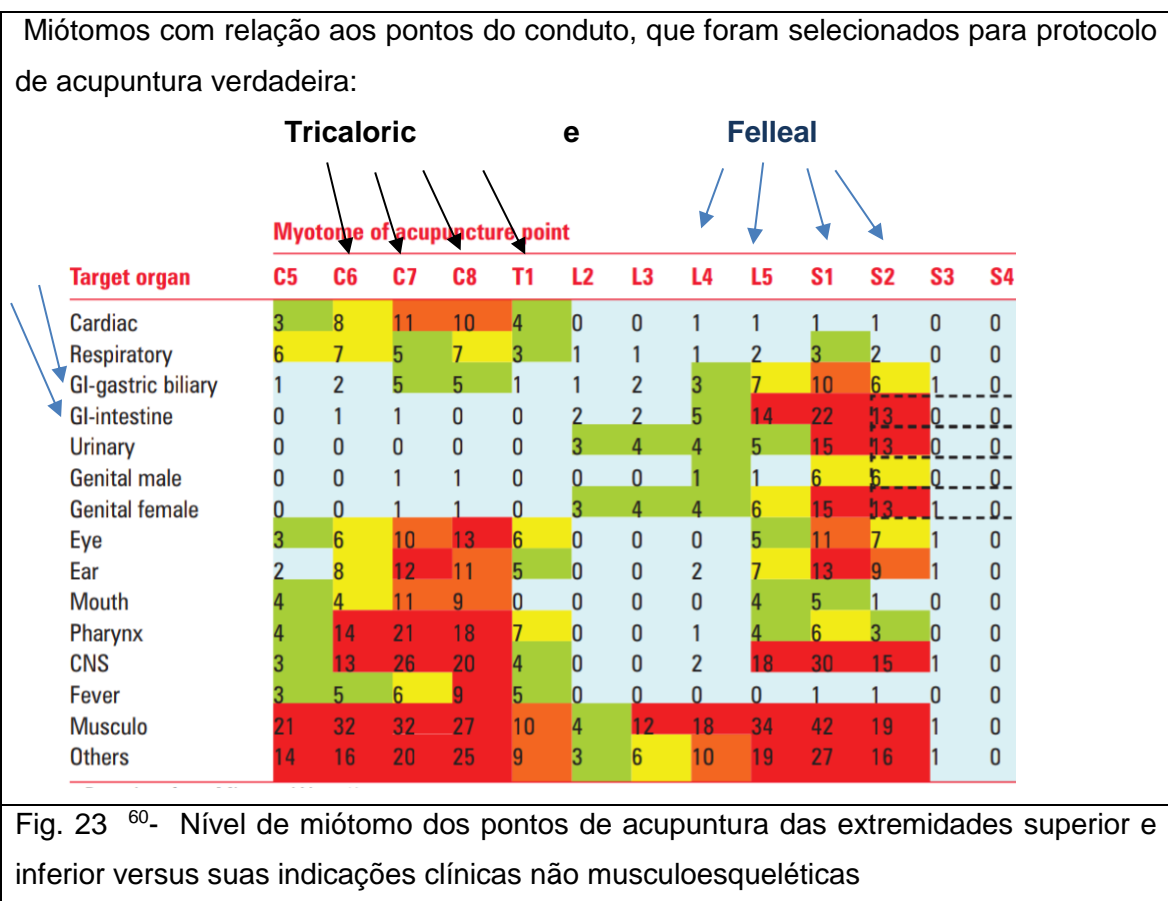 Miótomos com relação aos pontos do conduto, que foram selecionados para protocolo
de acupuntura verdadeira:
Tricaloric e Felleal
Myotome of acupuncture point
Target organ C5 C6 C7 C8 T1 L2 L3 L4 L5 S1 S2 S3 S4
Cardiac 3 8 11 10 4 0 0 1 1 1 1 0 0
Respiratory 6 7 5 7 3 1 1 1 2 3 2 0 0
GI-gastric biliary 1 2 5 5 1 1 2 3 7 10 6 1 0
GI-intestine 0 1 1 0 0 2 2 5 14 22 13 0 0
Urinary 0 0 0 0 0 3 4 4 5 15 13 0 0
Genital male 0 0 1 1 0 0 0 1 1 6 6 0 0
Genital female 0 0 1 1 0 3 4 4 6 15 13 1 0
Eye 3 6 10 13 6 0 0 0 5 11 7 1 0
Ear 2 8 12 11 5 0 0 2 7 13 9 1 0
Mouth 4 4 11 9 0 0 0 0 4 5 1 0 0
Pharynx 4 14 21 18 7 0 0 1 4 6 3 0 0
CNS 3 13 26 20 4 0 0 2 18 30 15 1 0
Fever 3 5 6 9 5 0 0 0 0 1 1 0 0
Musculo 21 32 32 27 10 4 12 18 34 42 19 1 0
Others 14 16 20 25 9 3 6 10 19 27 16 1 0
Fig. 23 60- Nível de miótomo dos pontos de acupuntura das extremidades superior e
inferior versus suas indicações clínicas não musculoesqueléticas